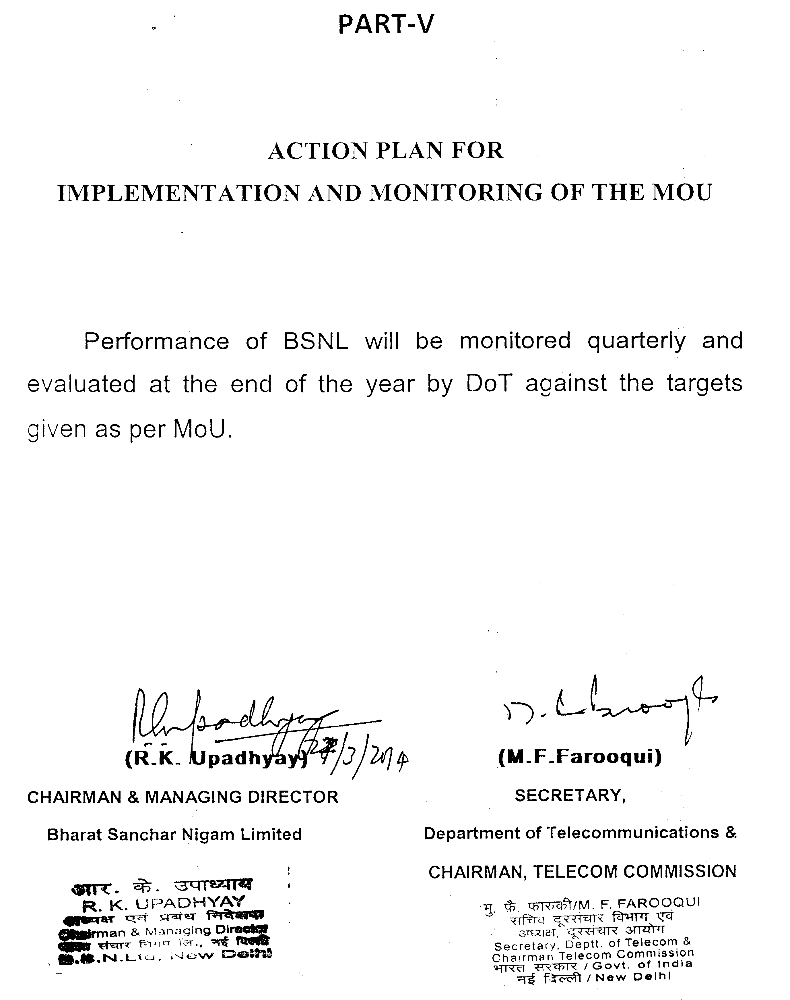 PART-V
ACTION PLAN FOR
IMPLEMENTATION AND MONITORING OF THE MOU
Performance of BSNL will be monitored quarterly and
evaluated at the end of the year by DoT against the targets
given as per MoU.
RKUpadhyay
/3/2014
(R.K. Upadhyay)
CHAIRMAN & MANAGING DIRECTOR
Bharat Sanchar Nigam Limited
आर. के. उपाध्याय
R. K. UPADHYAY
अध्यक्ष एवं प्रबंध निदेशक
Chairman & Managing Director
संचार निगम लि., नई दिल्ली
B.S.N.Ltd, New Delhi
(M.F.Farooqui)
SECRETARY,
Department of Telecommunications &
CHAIRMAN, TELECOM COMMISSION
मु. फै. फारुकी/M. F. FAROOQUI
सचिव दूरसंचार विभाग एवं
अध्यक्ष, दूरसंचार आयोग
Secretary, Deptt. of Telecom &
Chairman Telecom Commission
भारत सरकार / Govt. of India
नई दिल्ली / New Delhi